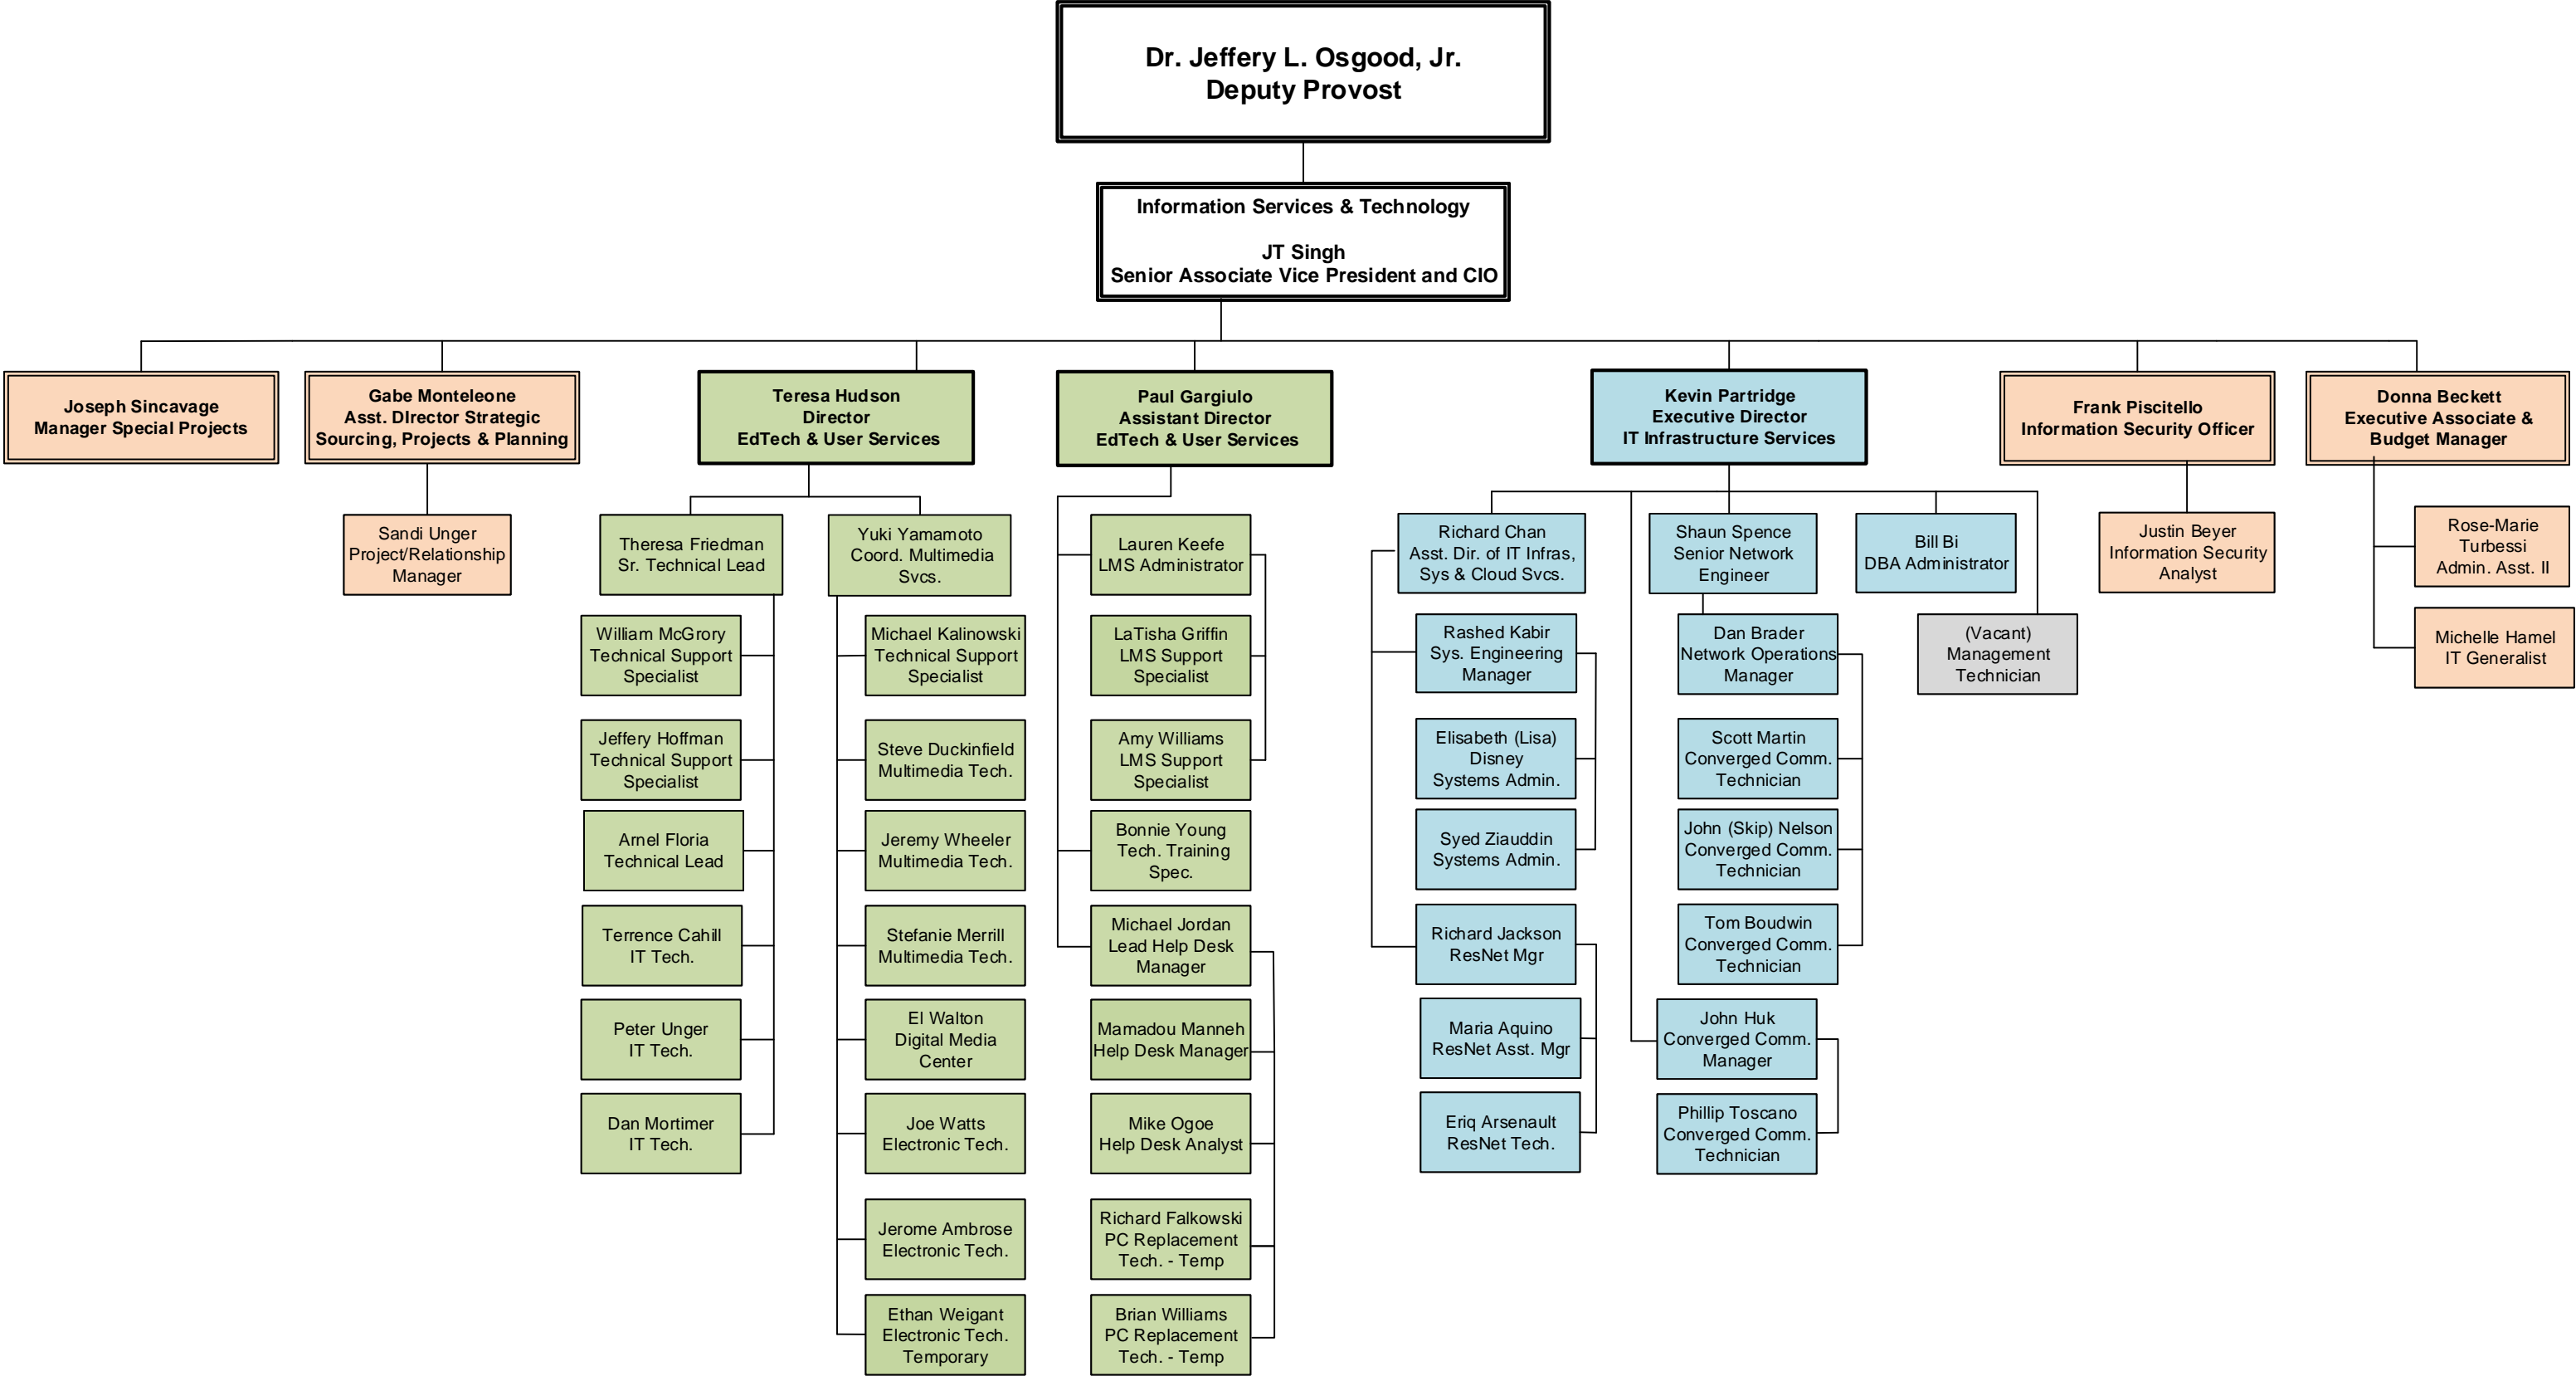 Dr. Jeffery L. Osgood, Jr.
Deputy Provost
Information Services & Technology
JT Singh
Senior Associate Vice President and CIO
Joseph Sincavage
Manager Special Projects
Gabe Monteleone
Asst. DIrector Strategic
Sourcing, Projects & Planning
Teresa Hudson
Director
EdTech & User Services
Paul Gargiulo
Assistant Director
EdTech & User Services
Kevin Partridge
Executive Director
IT Infrastructure Services
Frank Piscitello
Information Security Officer
Donna Beckett
Executive Associate &
Budget Manager
Sandi Unger
Project/Relationship
Manager
Theresa Friedman
Sr. Technical Lead
William McGrory
Technical Support
Specialist
Jeffery Hoffman
Technical Support
Specialist
Arnel Floria
Technical Lead
Terrence Cahill
IT Tech.
Peter Unger
IT Tech.
Dan Mortimer
IT Tech.
Yuki Yamamoto
Coord. Multimedia
Svcs.
Michael Kalinowski
Technical Support
Specialist
Steve Duckinfield
Multimedia Tech.
Jeremy Wheeler
Multimedia Tech.
Stefanie Merrill
Multimedia Tech.
El Walton
Digital Media
Center
Joe Watts
Electronic Tech.
Jerome Ambrose
Electronic Tech.
Ethan Weigant
Electronic Tech.
Temporary
Lauren Keefe
LMS Administrator
LaTisha Griffin
LMS Support
Specialist
Amy Williams
LMS Support
Specialist
Bonnie Young
Tech. Training
Spec.
Michael Jordan
Lead Help Desk
Manager
Mamadou Manneh
Help Desk Manager
Mike Ogoe
Help Desk Analyst
Richard Falkowski
PC Replacement
Tech. - Temp
Brian Williams
PC Replacement
Tech. - Temp
Richard Chan
Asst. Dir. of IT Infras,
Sys & Cloud Svcs.
Rashed Kabir
Sys. Engineering
Manager
Elisabeth (Lisa)
Disney
Systems Admin.
Syed Ziauddin
Systems Admin.
Richard Jackson
ResNet Mgr
Maria Aquino
ResNet Asst. Mgr
Eriq Arsenault
ResNet Tech.
Shaun Spence
Senior Network
Engineer
Dan Brader
Network Operations
Manager
Scott Martin
Converged Comm.
Technician
John (Skip) Nelson
Converged Comm.
Technician
Tom Boudwin
Converged Comm.
Technician
John Huk
Converged Comm.
Manager
Phillip Toscano
Converged Comm.
Technician
Bill Bi
DBA Administrator
(Vacant)
Management
Technician
Justin Beyer
Information Security
Analyst
Rose-Marie
Turbessi
Admin. Asst. II
Michelle Hamel
IT Generalist